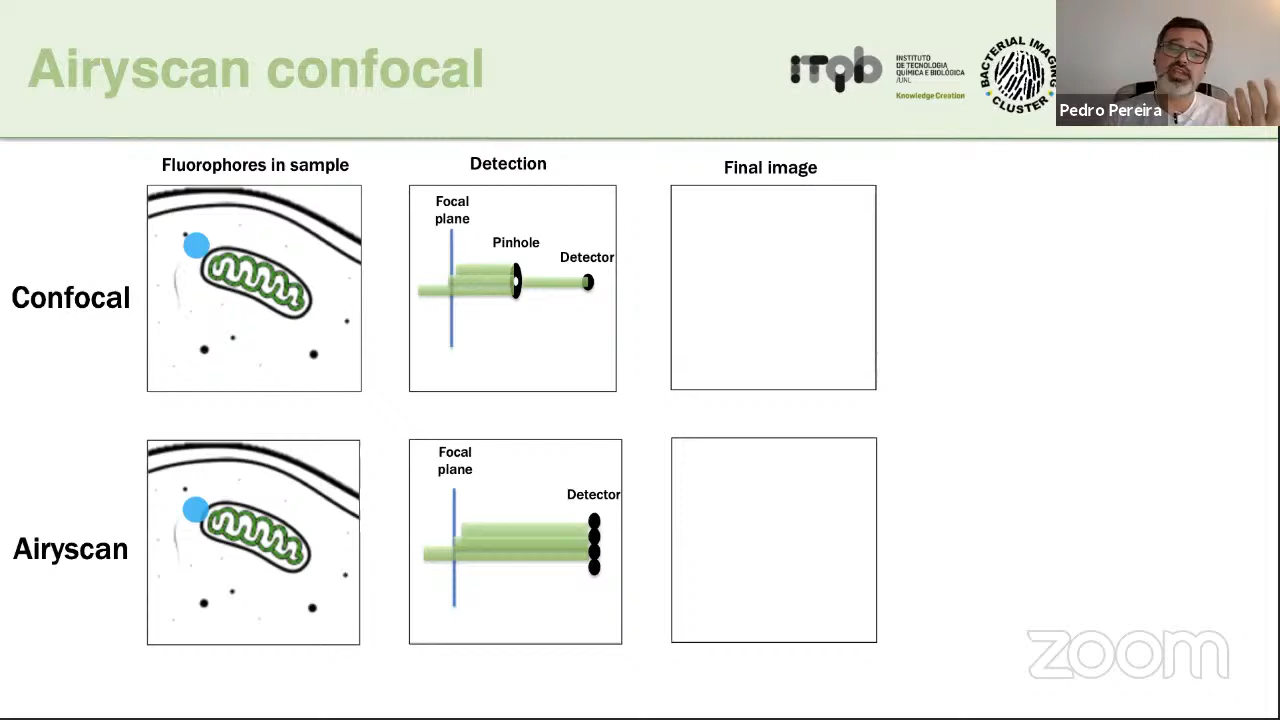 Airyscan confocal
iTqb
INSTITUTO
DE TECNOLOGIA
QUÍMICA E BIOLÓGICA
/UNL
Knowledge Creation
BACTERIAL IMAGING
CLUSTER
Pedro Pereira
Fluorophores in sample
Detection
Final image
Confocal
Focal
plane
Pinhole
Detector
Airyscan
Focal
plane
Detector
zoom